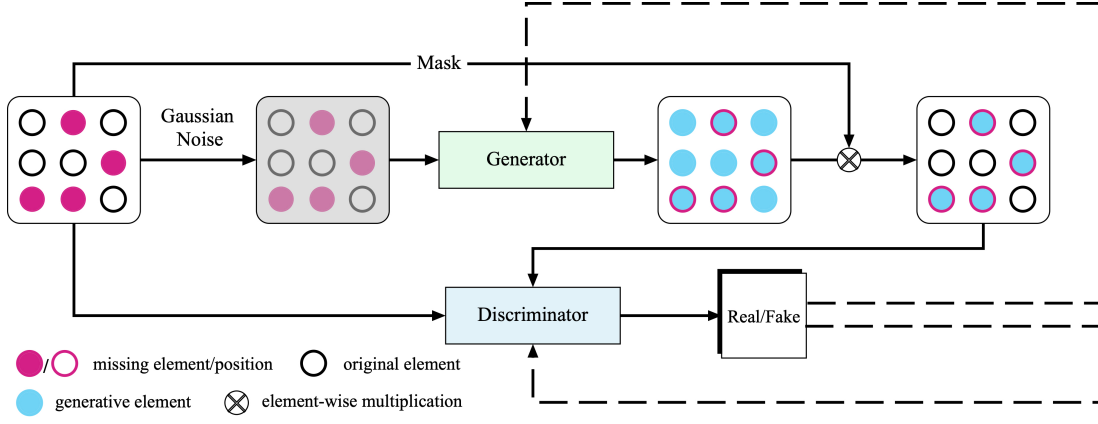 Mask
Gaussian
Noise
Generator
Discriminator
Real/Fake
/ missing element/position
original element
generative element
element-wise multiplication